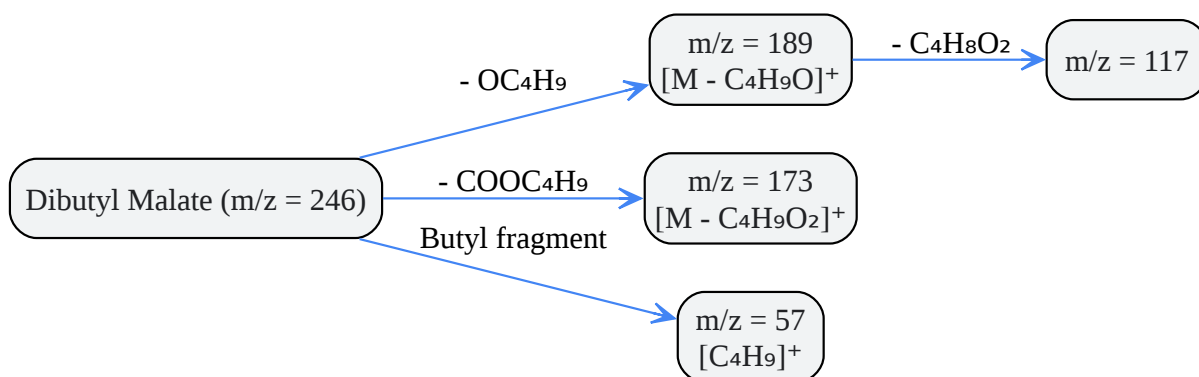 m/z = 189
[M - C₄H₉O]⁺
- C₄H₈O₂
m/z = 117
- OC₄H₉
Dibutyl Malate (m/z = 246)
- COOC₄H₉
m/z = 173
[M - C₄H₉O₂]⁺
Butyl fragment
m/z = 57
[C₄H₉]⁺